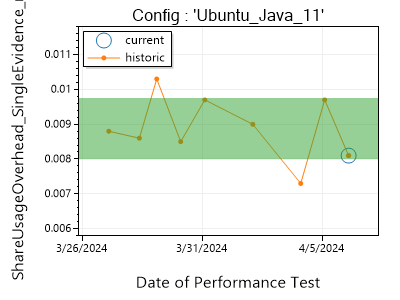 Config : 'Ubuntu_Java_11'
ShareUsageOverhead_SingleEvidence_
current
historic
0.011
0.01
0.009
0.008
0.007
0.006
3/26/2024
3/31/2024
4/5/2024
Date of Performance Test